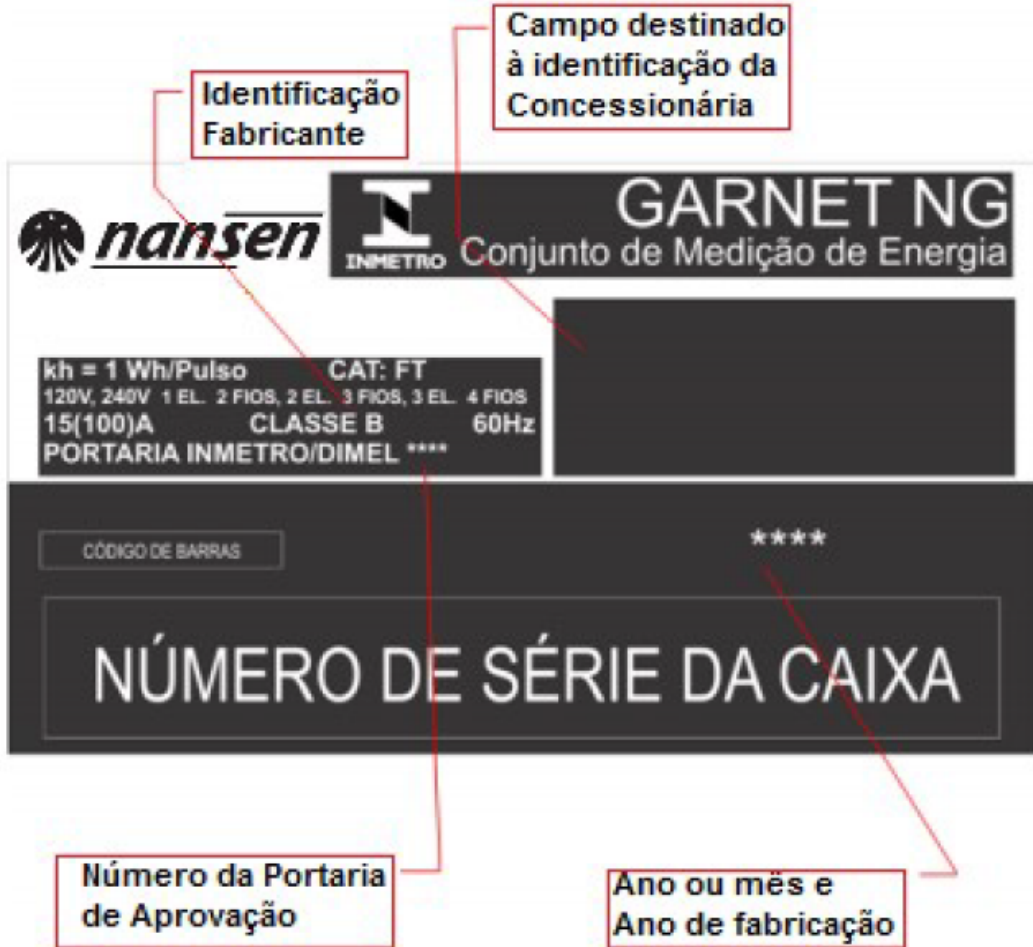 Campo destinado
à identificação da
Concessionária
Identificação
Fabricante
nansen
INMETRO
GARNET NG
Conjunto de Medição de Energia
kh = 1 Wh/Pulso CAT: FT
120V, 240V 1 EL. 2 FIOS, 2 EL. 3 FIOS, 3 EL. 4 FIOS
15(100)A CLASSE B 60Hz
PORTARIA INMETRO/DIMEL ****
CÓDIGO DE BARRAS
****
NÚMERO DE SÉRIE DA CAIXA
Número da Portaria
de Aprovação
Ano ou mës e
Ano de fabricação